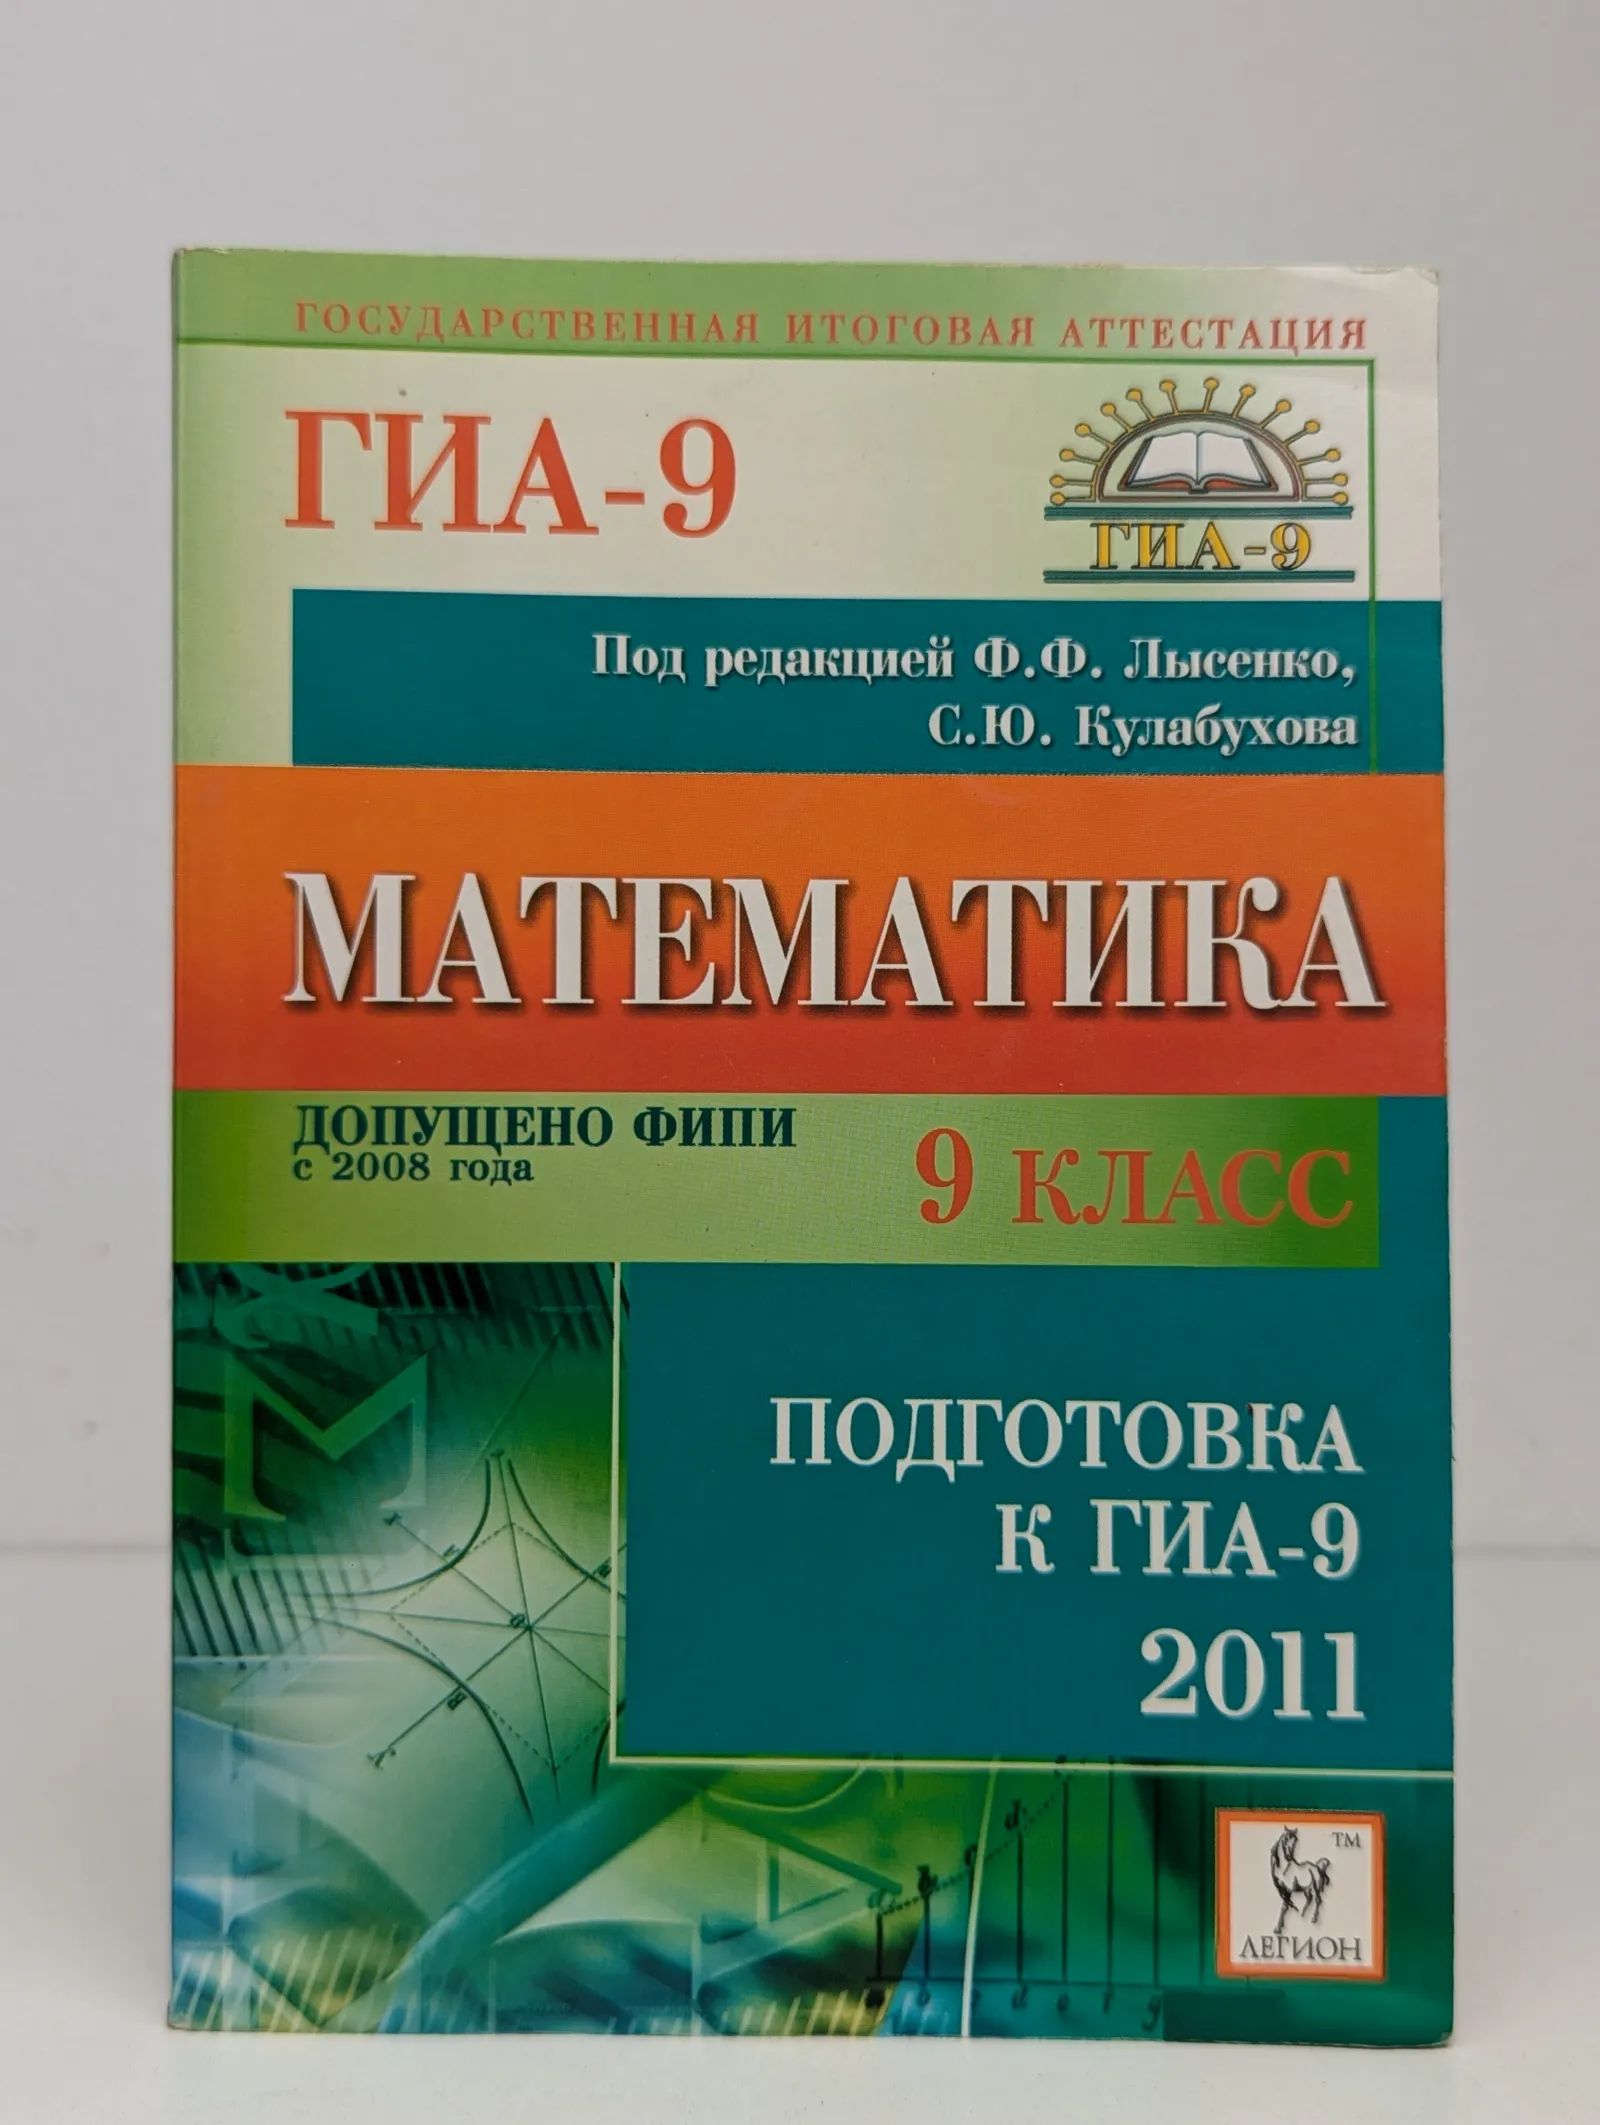 ГОСУДАРСТВЕННАЯ ИТОГОВАЯ АТТЕСТАЦИЯ
ГИА-9
ГИА-9
Под редакцией Ф.Ф. Лысенко,
С.Ю. Кулабухова
МАТЕМАТИКА
ДОПУЩЕНО ФИПИ
с 2008 года
9 КЛАСС
ПОДГОТОВКА
К ГИА-9
2011
TM
ЛЕГИОН